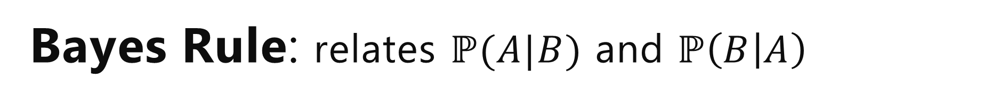 Bayes Rule: relates ℙ(A|B) and ℙ(B|A)